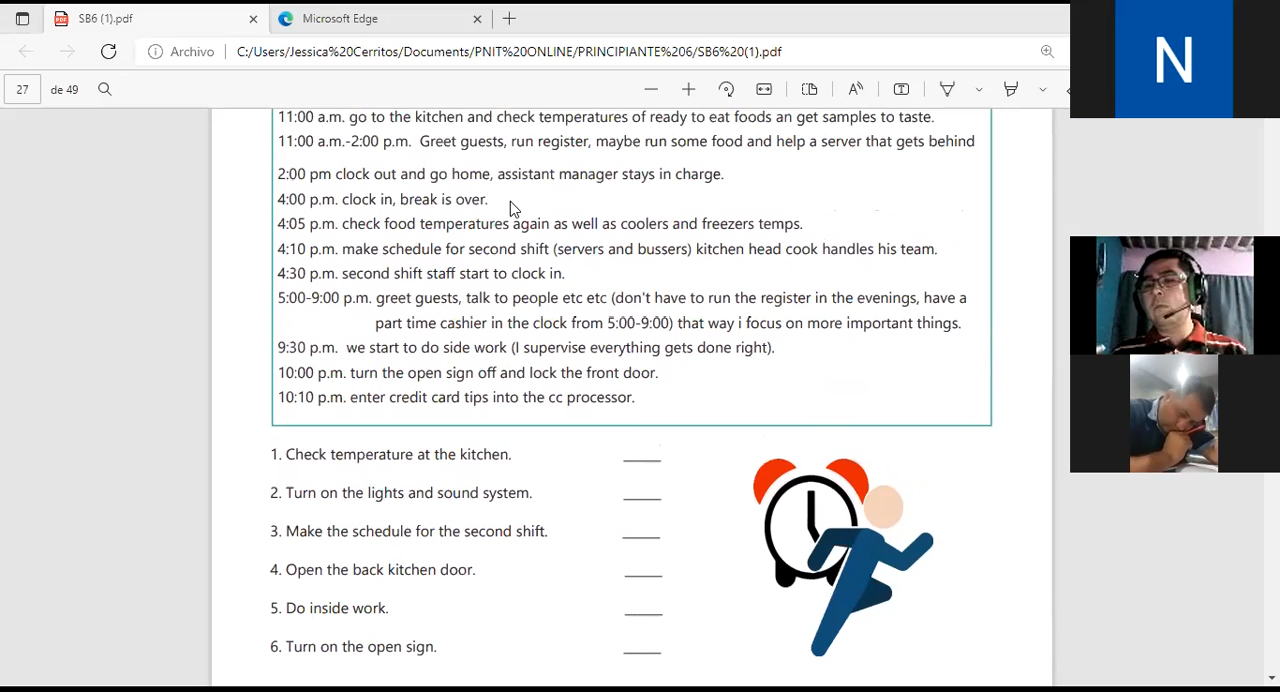 SB6 (1).pdf
Microsoft Edge
Archivo C:/Users/Jessica%20Cerritos/Documents/PNIT%20ONLINE/PRINCIPIANTE%206/SB6%20(1).pdf
27 de 49
N
11:00 a.m. go to the kitchen and check temperatures of ready to eat foods an get samples to taste.
11:00 a.m.-2:00 p.m. Greet guests, run register, maybe run some food and help a server that gets behind
2:00 pm clock out and go home, assistant manager stays in charge.
4:00 p.m. clock in, break is over.
4:05 p.m. check food temperatures again as well as coolers and freezers temps.
4:10 p.m. make schedule for second shift (servers and bussers) kitchen head cook handles his team.
4:30 p.m. second shift staff start to clock in.
5:00-9:00 p.m. greet guests, talk to people etc etc (don't have to run the register in the evenings, have a
part time cashier in the clock from 5:00-9:00) that way i focus on more important things.
9:30 p.m. we start to do side work (I supervise everything gets done right).
10:00 p.m. turn the open sign off and lock the front door.
10:10 p.m. enter credit card tips into the cc processor.
1. Check temperature at the kitchen. ____
2. Turn on the lights and sound system. ____
3. Make the schedule for the second shift. ____
4. Open the back kitchen door. ____
5. Do inside work. ____
6. Turn on the open sign. ____